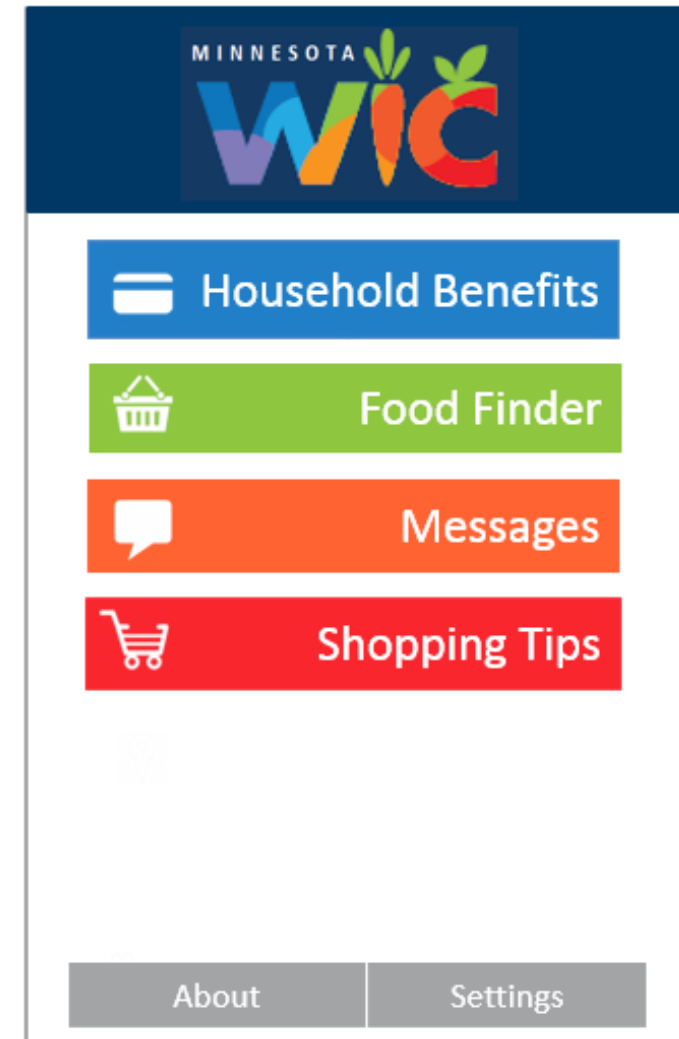 MINNESOTA
WIC
Household Benefits
Food Finder
Messages
Shopping Tips
About Settings